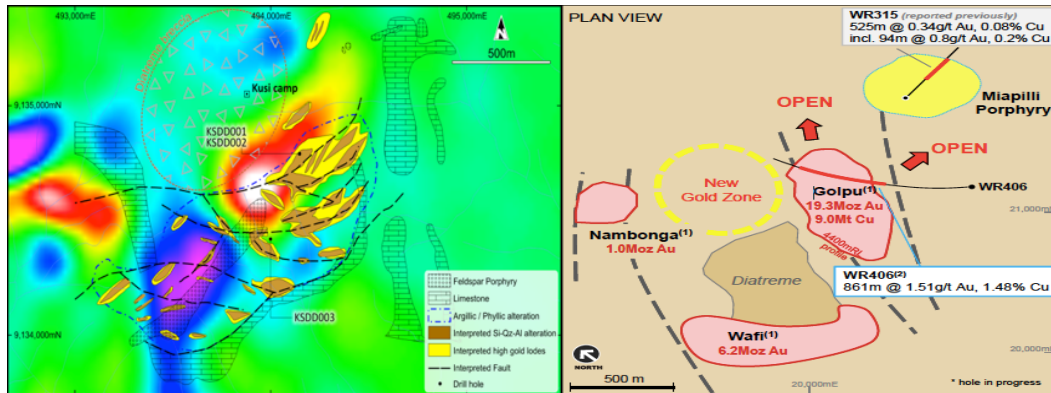 493,000mE
494,000mE
495,000mE
N
500m
Diatreme breccia
Kusi camp
9,135,000mN
KSDD001
KSDD002
KSDD003
9,134,000mN
Feldspar Porphyry
Limestone
Argillic / Phyllic alteration
Interpreted Si-Qz-Al alteration
Interpreted high gold lodes
Interpreted Fault
Drill hole
PLAN VIEW
WR315 (reported previously)
525m @ 0.34g/t Au, 0.08% Cu
incl. 94m @ 0.8g/t Au, 0.2% Cu
Miapilli
Porphyry
OPEN
OPEN
New
Gold Zone
Golpu(1)
19.3Moz Au
9.0Mt Cu
WR406
21,000mN
Nambonga(1)
1.0Moz Au
4400mRL
profile
WR406(2)
861m @ 1.51g/t Au, 1.48% Cu
Diatreme
Wafi(1)
6.2Moz Au
NORTH
500 m
20,000mE
20,000mN
* hole in progress